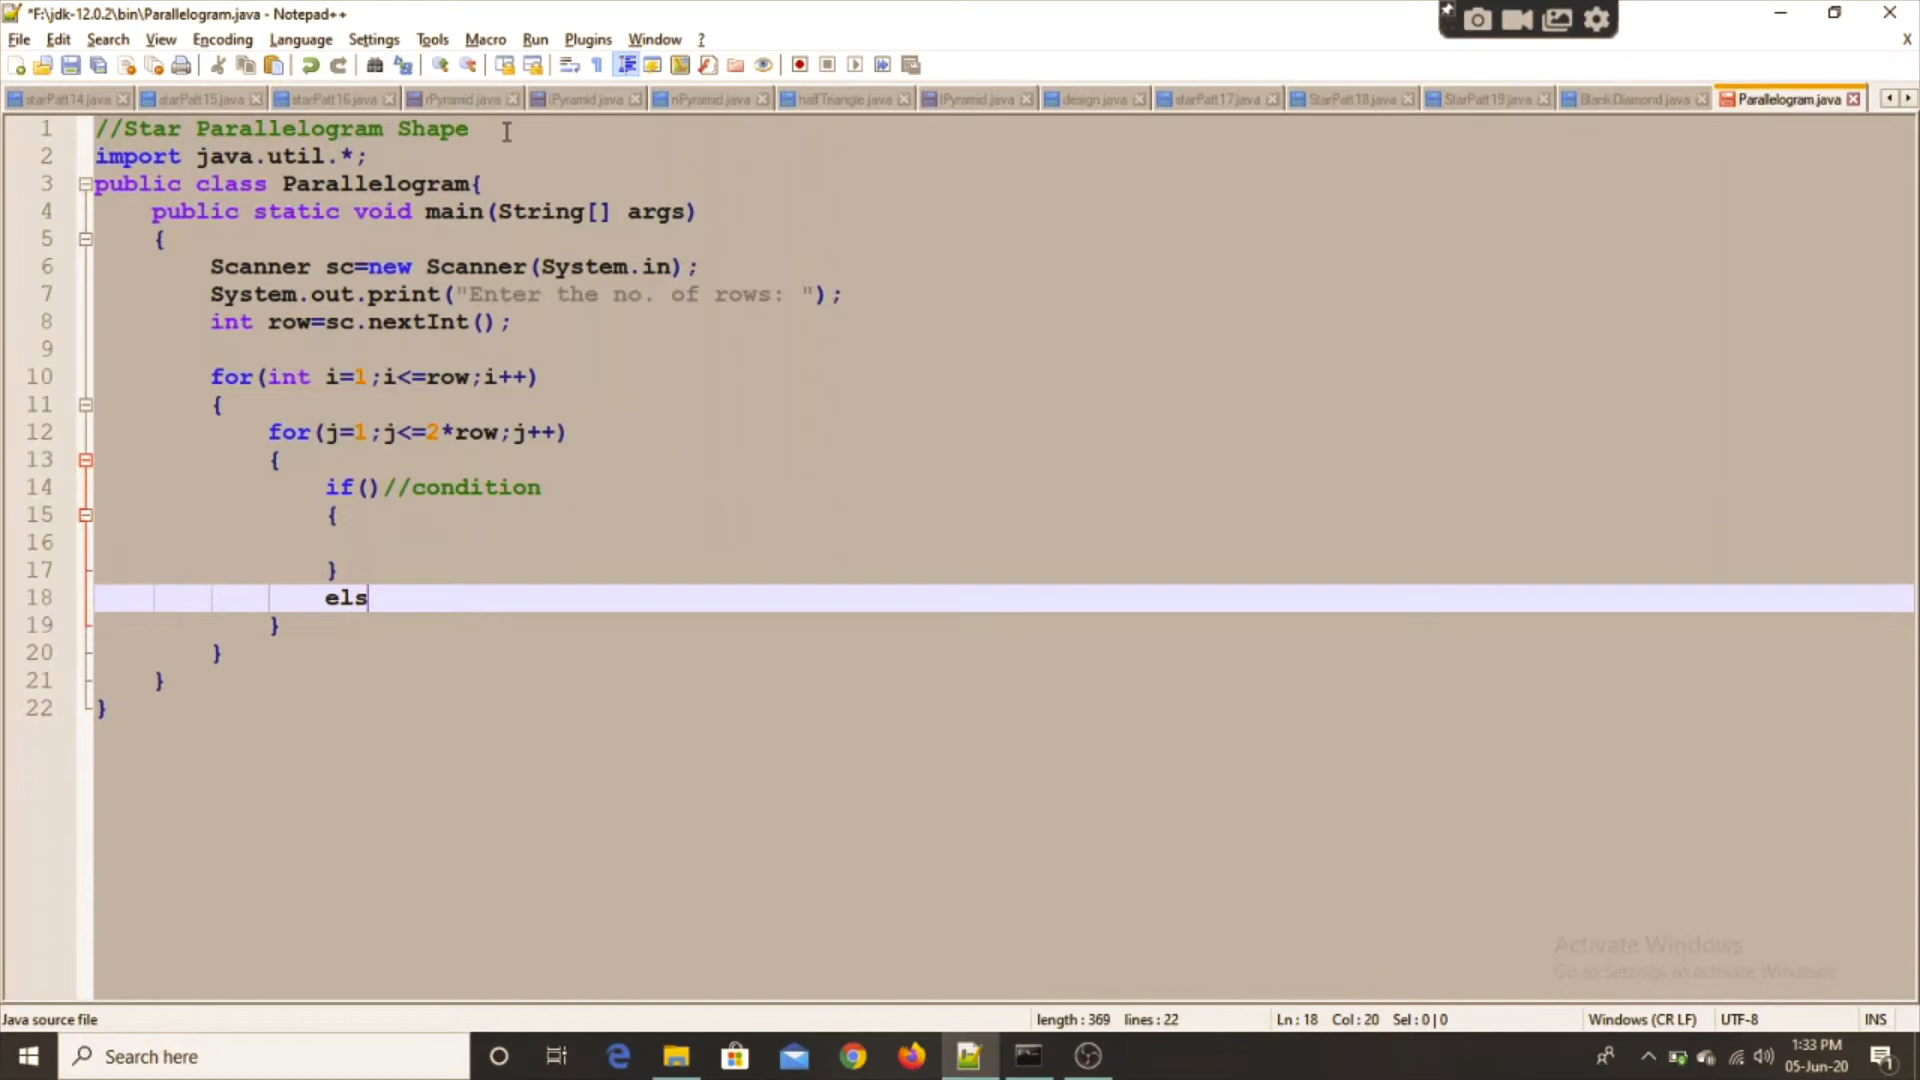 *F:\jdk-12.0.2\bin\Parallelogram.java - Notepad++
File Edit Search View Encoding Language Settings Tools Macro Run Plugins Window ?
X
starPatt14.java starPatt15.java starPatt16.java rPyramid.java iPyramid.java nPyramid.java halfTriangle.java lPyramid.java design.java starPatt17.java StarPatt18.java StarPatt19.java BlankDiamond.java Parallelogram.java
1 //Star Parallelogram Shape
2 import java.util.*;
3 public class Parallelogram{
4 public static void main(String[] args)
5 {
6 Scanner sc=new Scanner(System.in);
7 System.out.print("Enter the no. of rows: ");
8 int row=sc.nextInt();
9
10 for(int i=1;i<=row;i++)
11 {
12 for(j=1;j<=2*row;j++)
13 {
14 if()//condition
15 {
16
17 }
18 els
19 }
20 }
21 }
22 }
Activate Windows
Go to Settings to activate Windows.
Java source file length : 369 lines : 22 Ln : 18 Col : 20 Sel : 0 | 0 Windows (CR LF) UTF-8 INS
Search here
1:33 PM
05-Jun-20
1